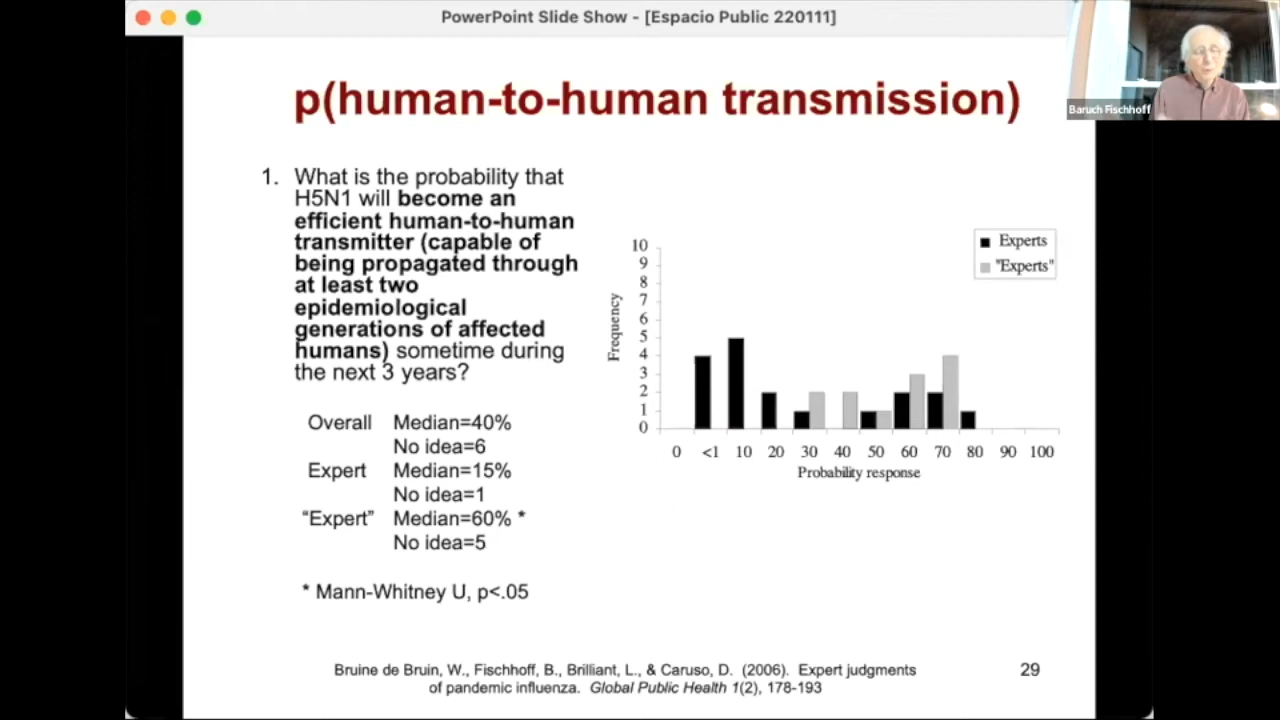 PowerPoint Slide Show - [Espacio Public 220111]
Baruch Fischhoff
p(human-to-human transmission)
1. What is the probability that
H5N1 will become an
efficient human-to-human
transmitter (capable of
being propagated through
at least two
epidemiological
generations of affected
humans) sometime during
the next 3 years?
Overall Median=40%
No idea=6
Expert Median=15%
No idea=1
“Expert” Median=60% *
No idea=5
* Mann-Whitney U, p<.05
Experts
"Experts"
Frequency
10
9
8
7
6
5
4
3
2
1
0
0 <1 10 20 30 40 50 60 70 80 90 100
Probability response
Bruine de Bruin, W., Fischhoff, B., Brilliant, L., & Caruso, D. (2006). Expert judgments
of pandemic influenza. Global Public Health 1(2), 178-193
29